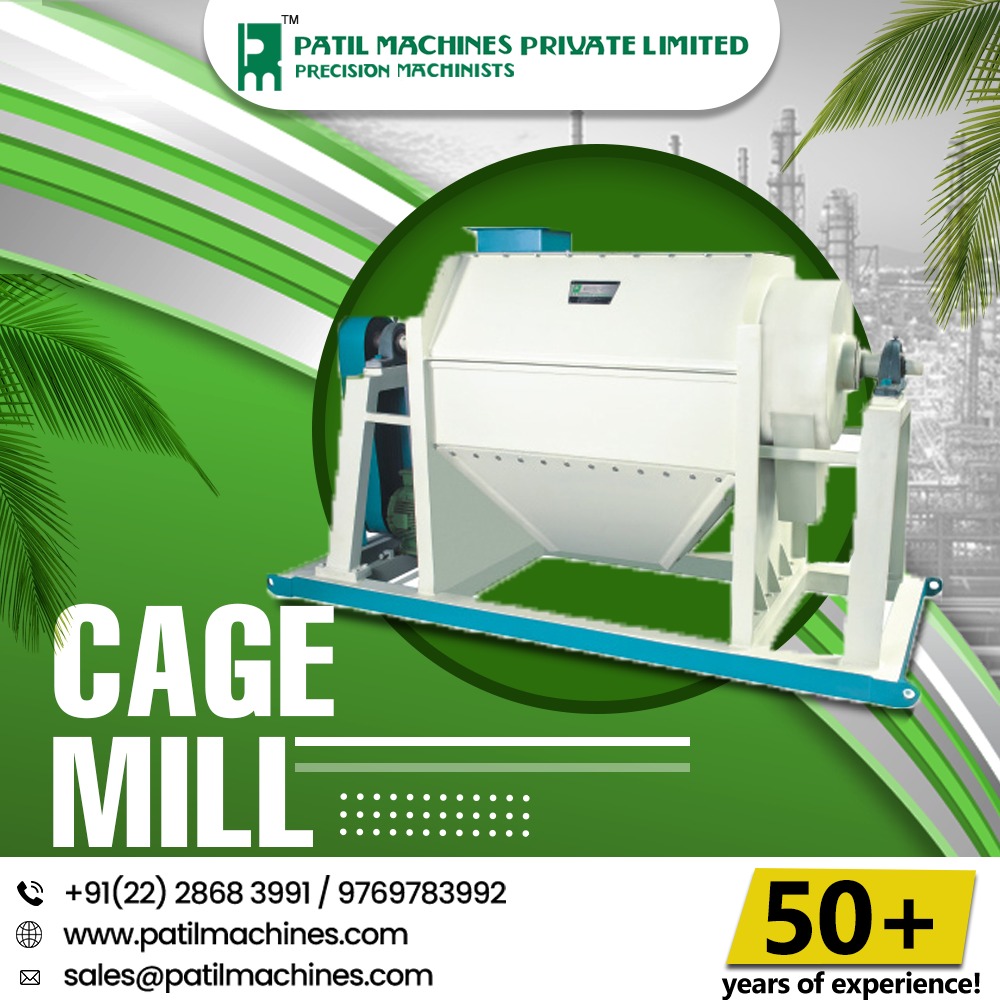 TM
PATIL MACHINES PRIVATE LIMITED
PRECISION MACHINISTS
CAGE
MILL
+91(22) 2868 3991 / 9769783992
www.patilmachines.com
sales@patilmachines.com
50+
years of experience!